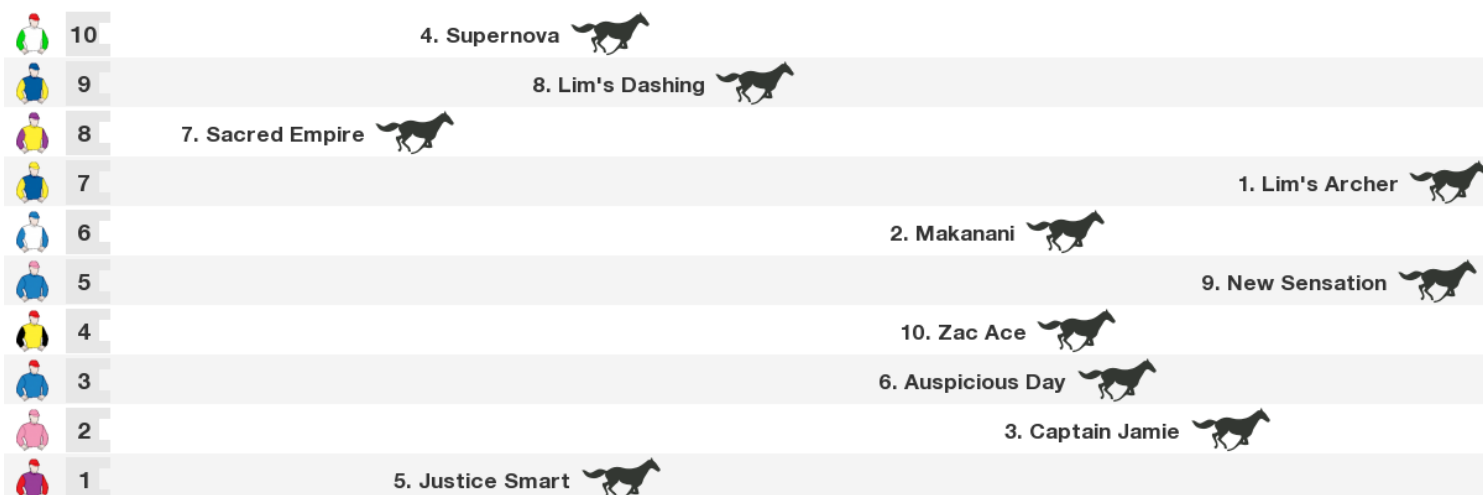 10 4. Supernova
9 8. Lim's Dashing
8 7. Sacred Empire
7 1. Lim's Archer
6 2. Makanani
5 9. New Sensation
4 10. Zac Ace
3 6. Auspicious Day
2 3. Captain Jamie
1 5. Justice Smart